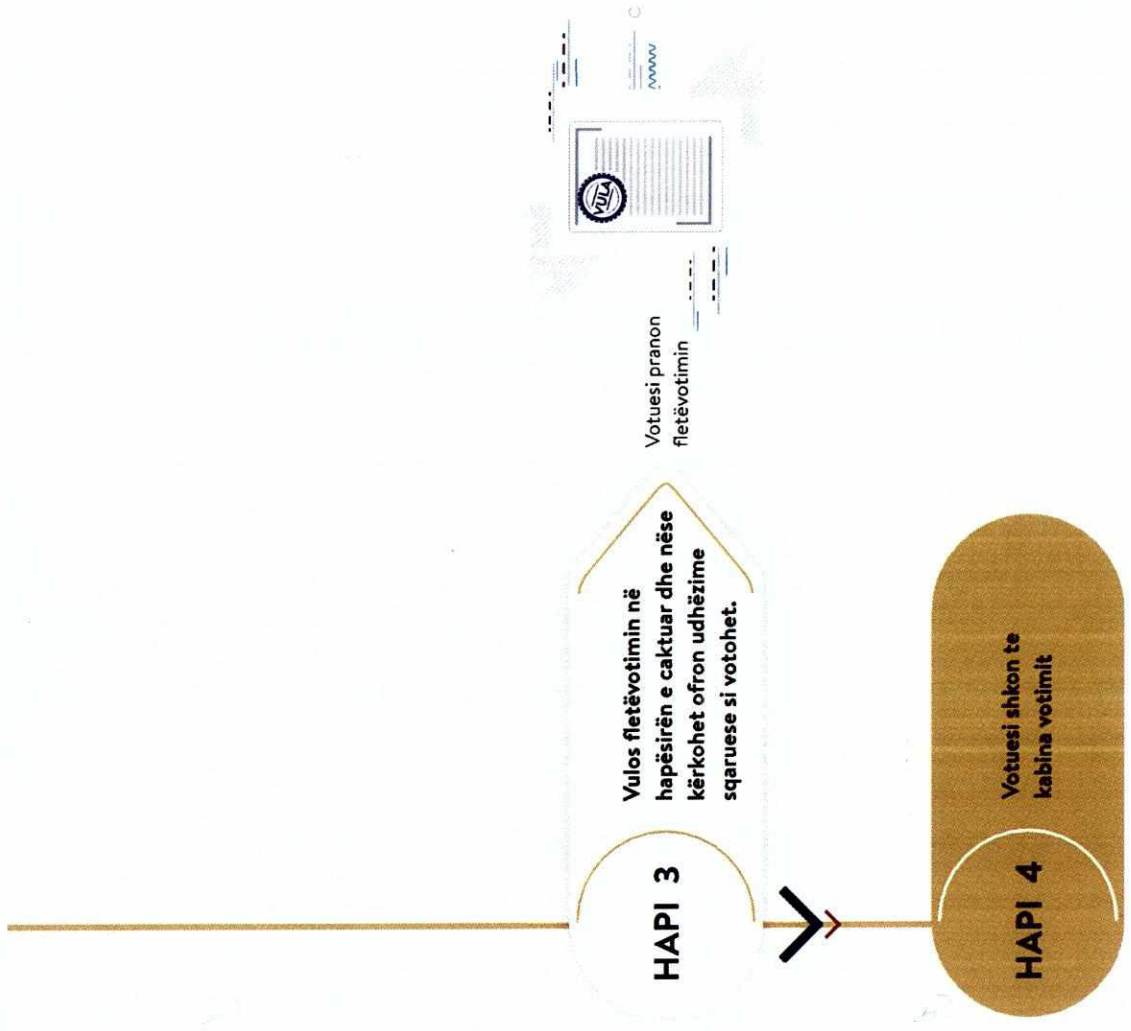 HAPI 3
Vulos fletëvotimin në
hapësirën e caktuar dhe nëse
kërkohet ofron udhëzime
sqaruese si votohet.
Votuesi pranon
fletëvotimin
VULA
HAPI 4
Votuesi shkon te
kabina votimit